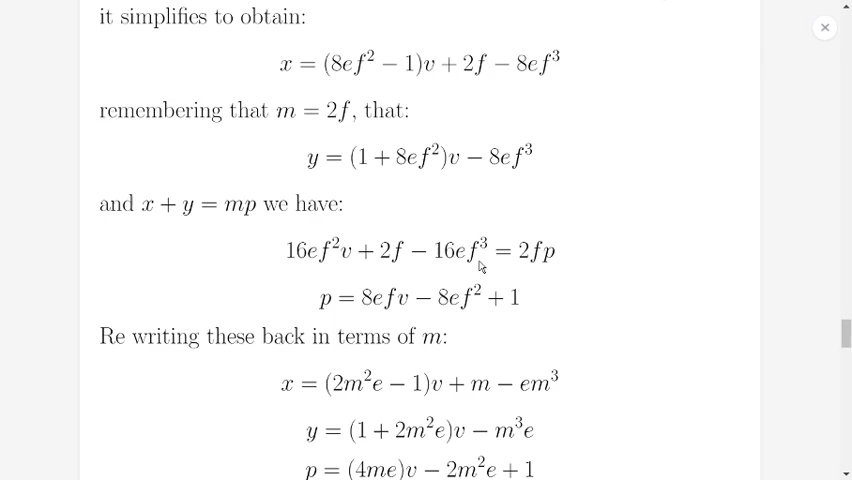 it simplifies to obtain:
x = (8ef² − 1)v + 2f − 8ef³
remembering that m = 2f, that:
y = (1 + 8ef²)v − 8ef³
and x + y = mp we have:
16ef²v + 2f − 16ef³ = 2fp
p = 8efv − 8ef² + 1
Re writing these back in terms of m:
x = (2m²e − 1)v + m − em³
y = (1 + 2m²e)v − m³e
p = (4me)v − 2m²e + 1